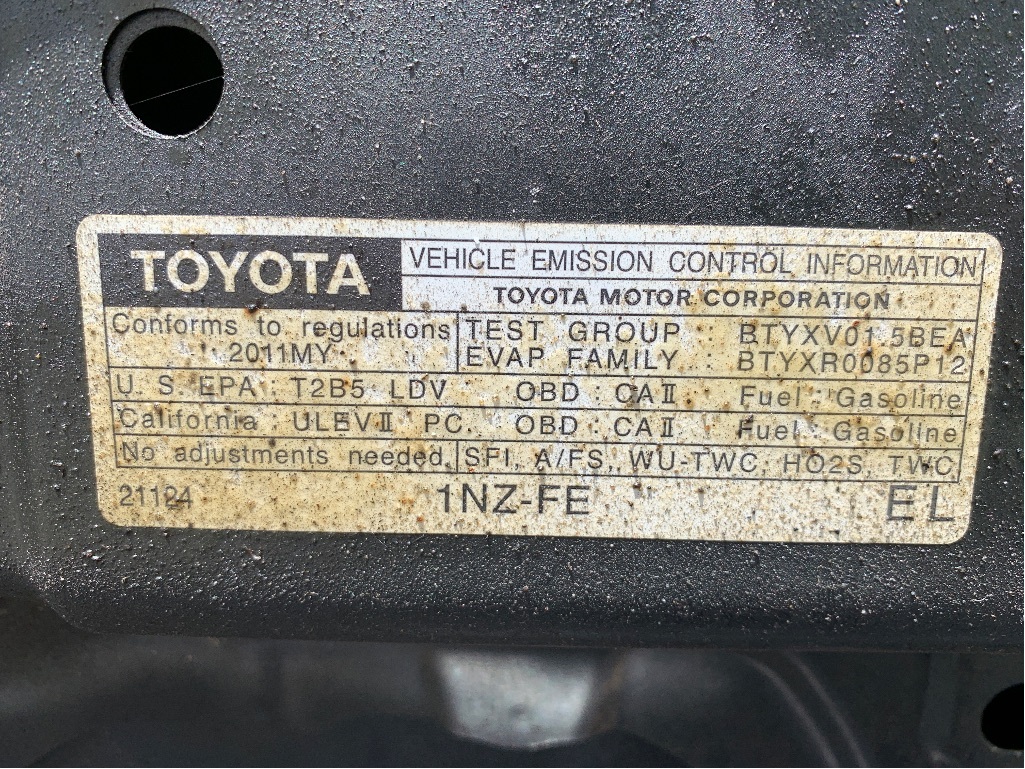 TOYOTA
VEHICLE EMISSION CONTROL INFORMATION
TOYOTA MOTOR CORPORATION
Conforms to regulations
2011MY
TEST GROUP : BTYXV01.5BEA
EVAP FAMILY : BTYXR0085P12
U.S.EPA : T2B5 LDV OBD : CAII Fuel : Gasoline
California : ULEVII PC OBD : CAII Fuel : Gasoline
No adjustments needed.
SFI, A/FS, WU-TWC, HO2S, TWC
21124 1NZ-FE EL